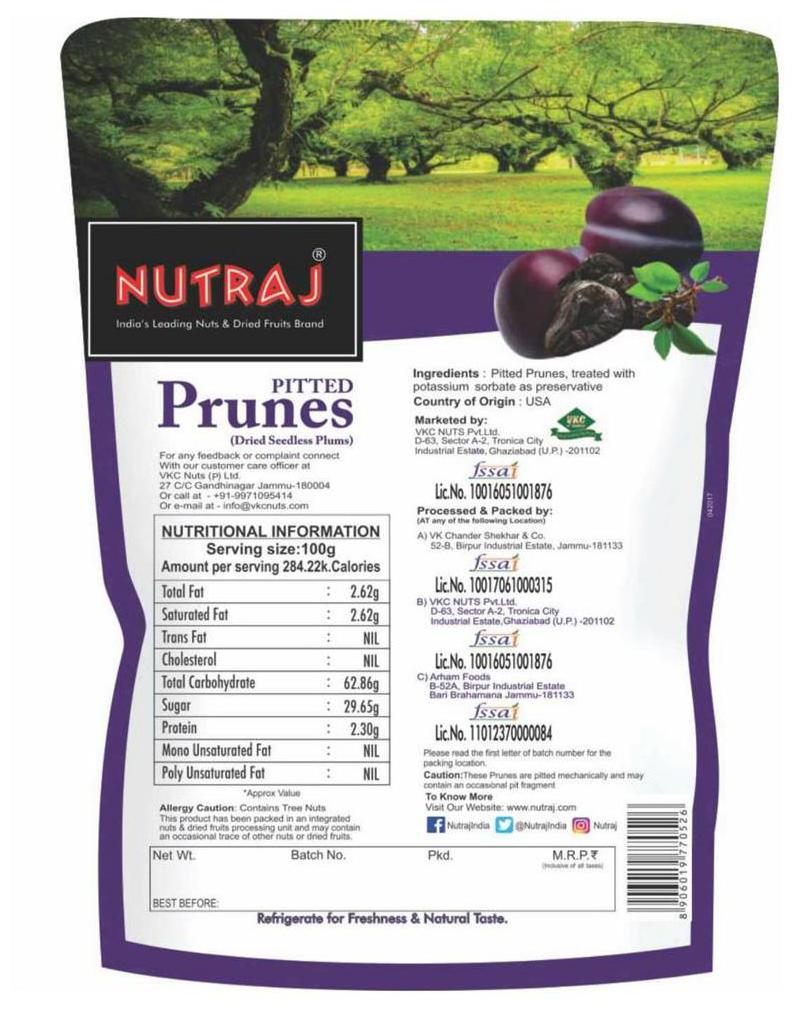 NUTRAJ®
India's Leading Nuts & Dried Fruits Brand
PITTED
Prunes
(Dried Seedless Plums)
For any feedback or complaint connect
With our customer care officer at
VKC Nuts (P) Ltd.
27 C/C Gandhinagar Jammu-180004
Or call at - +91-9971095414
Or e-mail at - info@vkcnuts.com
NUTRITIONAL INFORMATION
Serving size:100g
Amount per serving 284.22k.Calories
Total Fat : 2.62g
Saturated Fat : 2.62g
Trans Fat : NIL
Cholesterol : NIL
Total Carbohydrate : 62.86g
Sugar : 29.65g
Protein : 2.30g
Mono Unsaturated Fat : NIL
Poly Unsaturated Fat : NIL
*Approx Value
Allergy Caution: Contains Tree Nuts
This product has been packed in an integrated
nuts & dried fruits processing unit and may contain
an occasional trace of other nuts or dried fruits.
Ingredients : Pitted Prunes, treated with
potassium sorbate as preservative
Country of Origin : USA
Marketed by:
VKC NUTS Pvt.Ltd.
D-63, Sector A-2, Tronica City
Industrial Estate, Ghaziabad (U.P.) -201102
VKC
fssai
Lic.No. 10016051001876
Processed & Packed by:
(AT any of the following Location)
A) VK Chander Shekhar & Co.
52-B, Birpur Industrial Estate, Jammu-181133
fssai
Lic.No. 10017061000315
B) VKC NUTS Pvt.Ltd.
D-63, Sector A-2, Tronica City
Industrial Estate,Ghaziabad (U.P.) -201102
fssai
Lic.No. 10016051001876
C) Arham Foods
B-52A, Birpur Industrial Estate
Bari Brahamana Jammu-181133
fssai
Lic.No. 11012370000084
Please read the first letter of batch number for the
packing location.
Caution:These Prunes are pitted mechanically and may
contain an occasional pit fragment
To Know More
Visit Our Website: www.nutraj.com
NutrajIndia @NutrajIndia Nutraj
042017
Net Wt. Batch No. Pkd. M.R.P.₹
(Inclusive of all taxes)
BEST BEFORE:
8 906019 770526
Refrigerate for Freshness & Natural Taste.